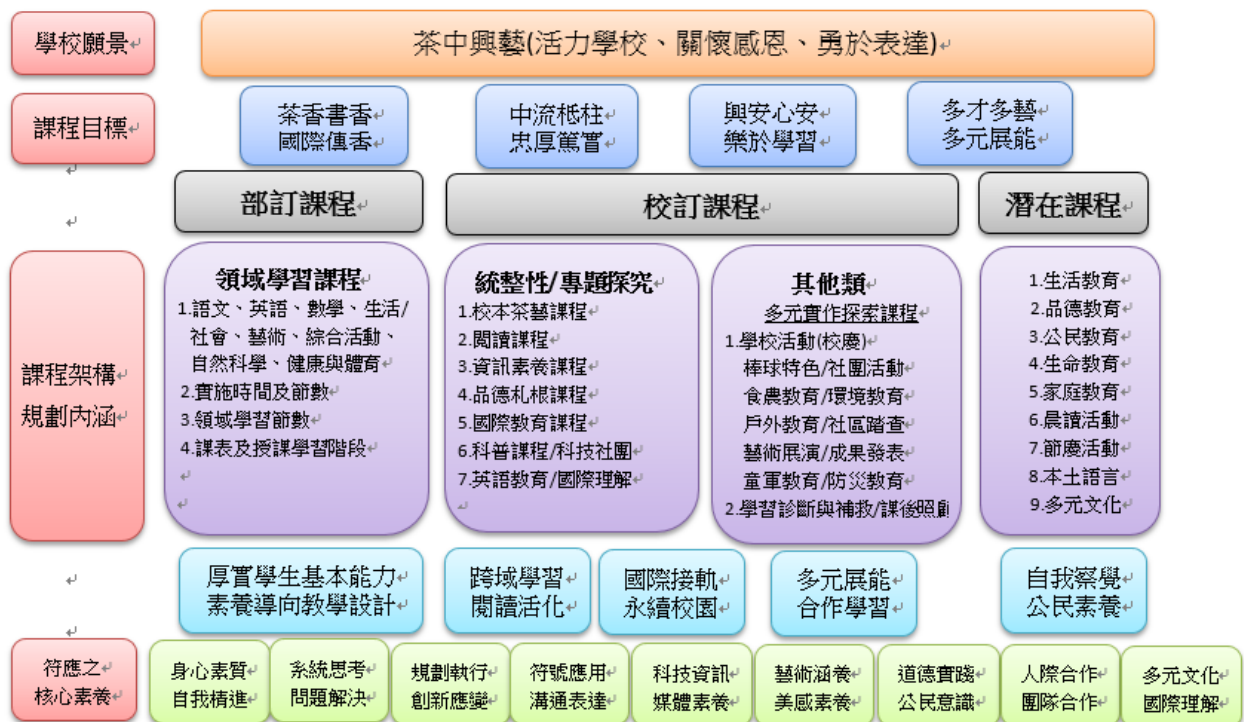 學校願景
茶中興藝(活力學校、關懷感恩、勇於表達)
課程目標
茶香書香
國際傳香
中流柢柱
忠厚篤實
興安心安
樂於學習
多才多藝
多元展能
部訂課程
校訂課程
潛在課程
課程架構
規劃內涵
領域學習課程
1.語文、英語、數學、生活/
社會、藝術、綜合活動、
自然科學、健康與體育
2.實施時間及節數
3.領域學習節數
4.課表及授課學習階段
統整性/專題探究
1.校本茶藝課程
2.閱讀課程
3.資訊素養課程
4.品德札根課程
5.國際教育課程
6.科普課程/科技社團
7.英語教育/國際理解
其他類
多元實作探索課程
1.學校活動(校慶)
棒球特色/社團活動
食農教育/環境教育
戶外教育/社區踏查
藝術展演/成果發表
童軍教育/防災教育
2.學習診斷與補救/課後照顧
1.生活教育
2.品德教育
3.公民教育
4.生命教育
5.家庭教育
6.晨讀活動
7.節慶活動
8.本土語言
9.多元文化
厚實學生基本能力
素養導向教學設計
跨域學習
閱讀活化
國際接軌
永續校園
多元展能
合作學習
自我察覺
公民素養
符應之
核心素養
身心素質
自我精進
系統思考
問題解決
規劃執行
創新應變
符號應用
溝通表達
科技資訊
媒體素養
藝術涵養
美感素養
道德實踐
公民意識
人際合作
團隊合作
多元文化
國際理解